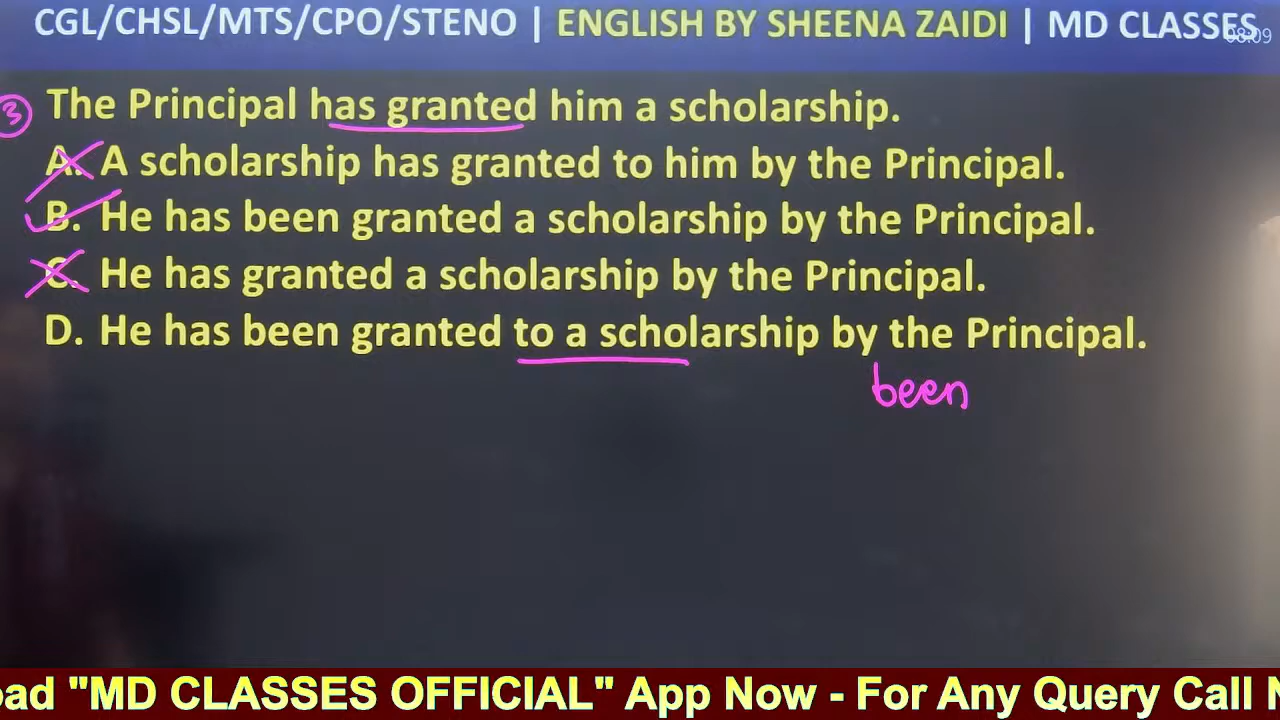 CGL/CHSL/MTS/CPO/STENO | ENGLISH BY SHEENA ZAIDI | MD CLASSES
08:09
3 The Principal has granted him a scholarship.
A. A scholarship has granted to him by the Principal.
B. He has been granted a scholarship by the Principal.
C. He has granted a scholarship by the Principal.
D. He has been granted to a scholarship by the Principal.
been
oad "MD CLASSES OFFICIAL" App Now - For Any Query Call N